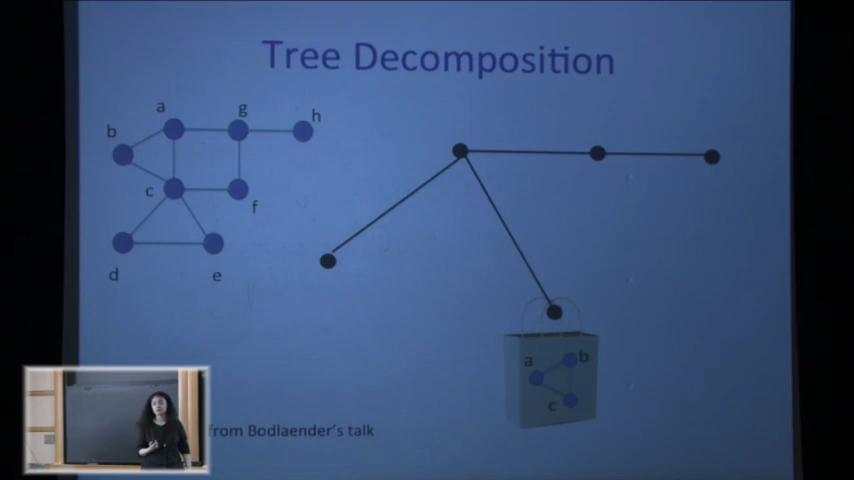 Tree Decomposition
a g h
b
c f
d e
a b
c
from Bodlaender's talk